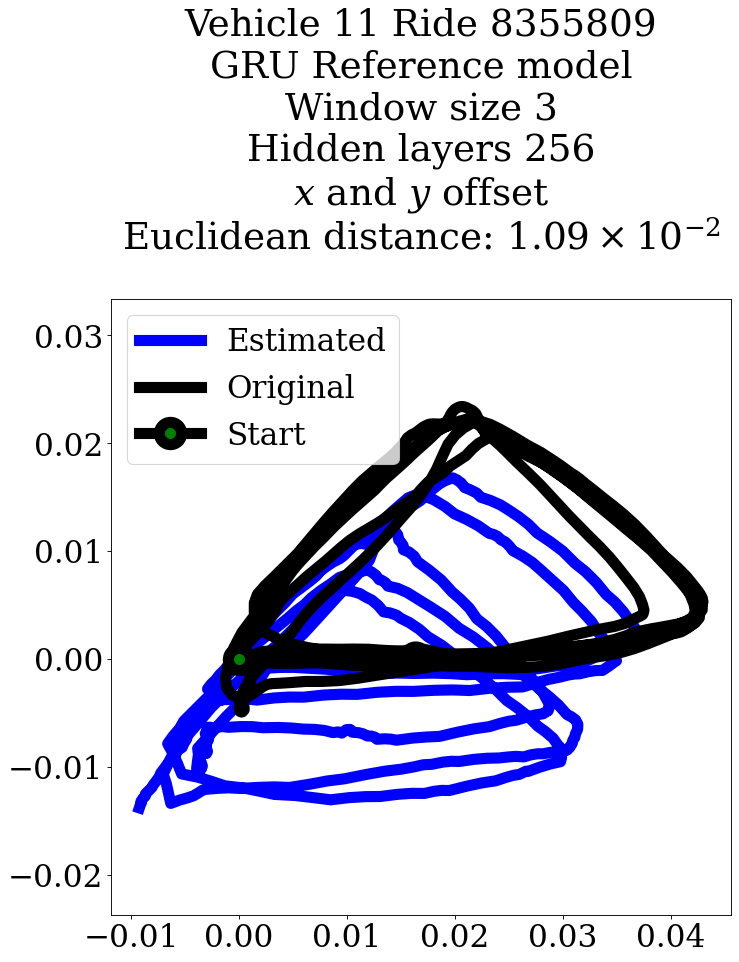 Vehicle 11 Ride 8355809
GRU Reference model
Window size 3
Hidden layers 256
x and y offset
Euclidean distance: 1.09 × 10⁻²
Estimated
Original
Start
0.03
0.02
0.01
0.00
−0.01
−0.02
−0.01 0.00 0.01 0.02 0.03 0.04